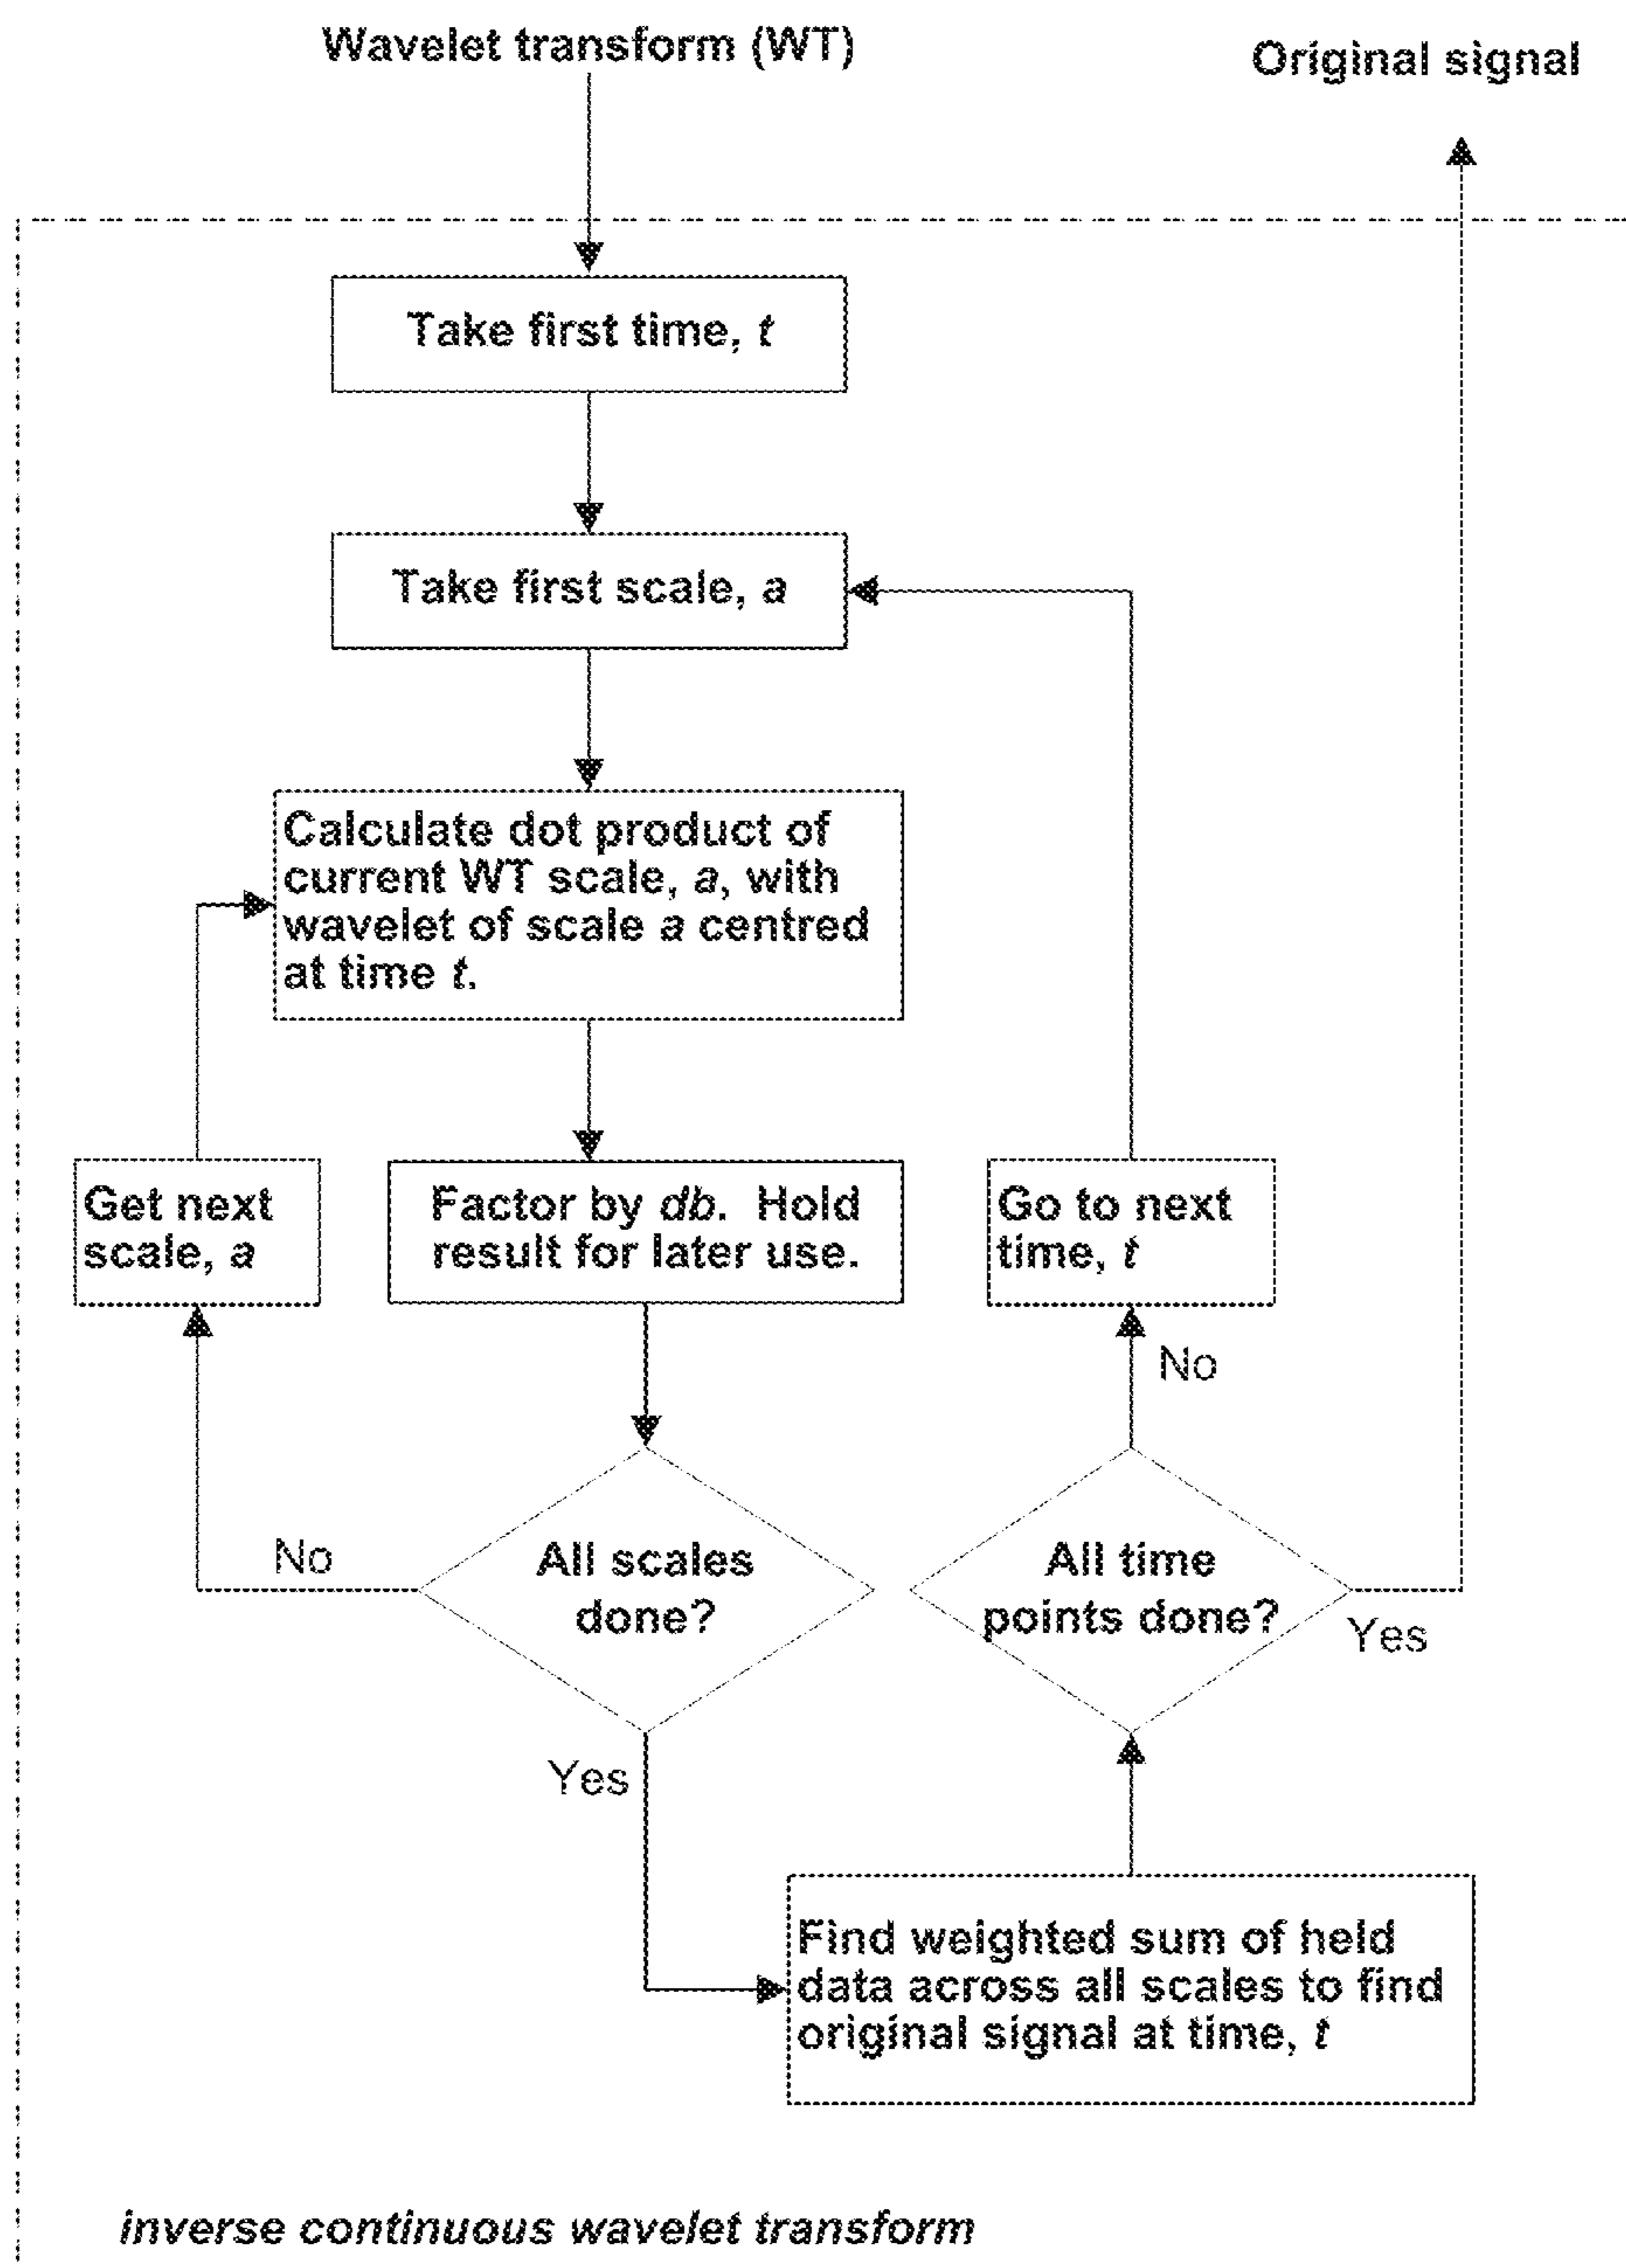 Wavelet transform (WT)
Original signal
Take first time, t
Take first scale, a
Calculate dot product of
current WT scale, a, with
wavelet of scale a centred
at time t.
Get next
scale, a
Factor by db. Hold
result for later use.
Go to next
time, t
No
No
All scales
done?
All time
points done?
Yes
Yes
Find weighted sum of held
data across all scales to find
original signal at time, t
inverse continuous wavelet transform